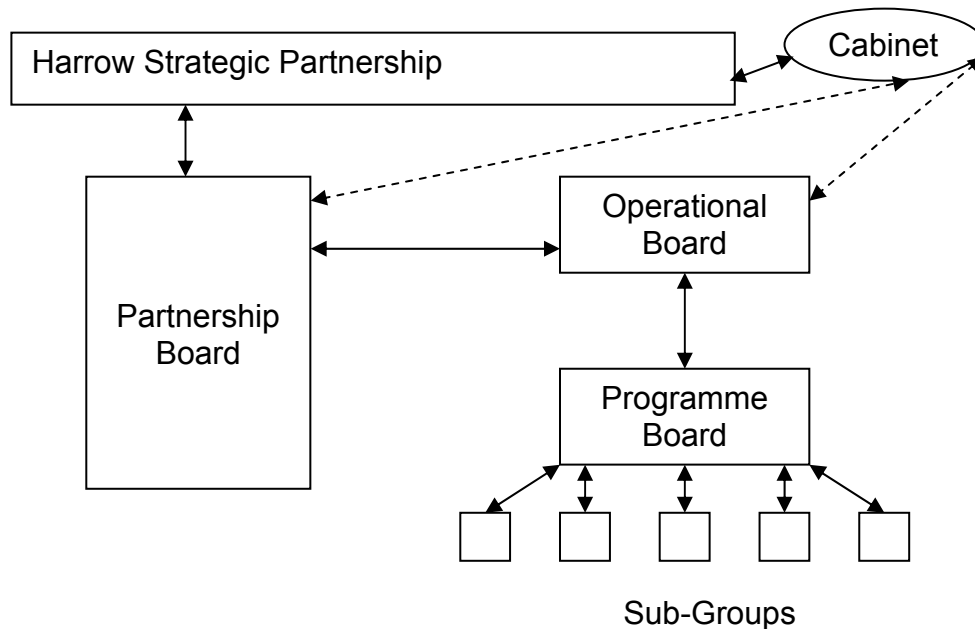 Harrow Strategic Partnership
Cabinet
Operational
Board
Partnership
Board
Programme
Board
Sub-Groups